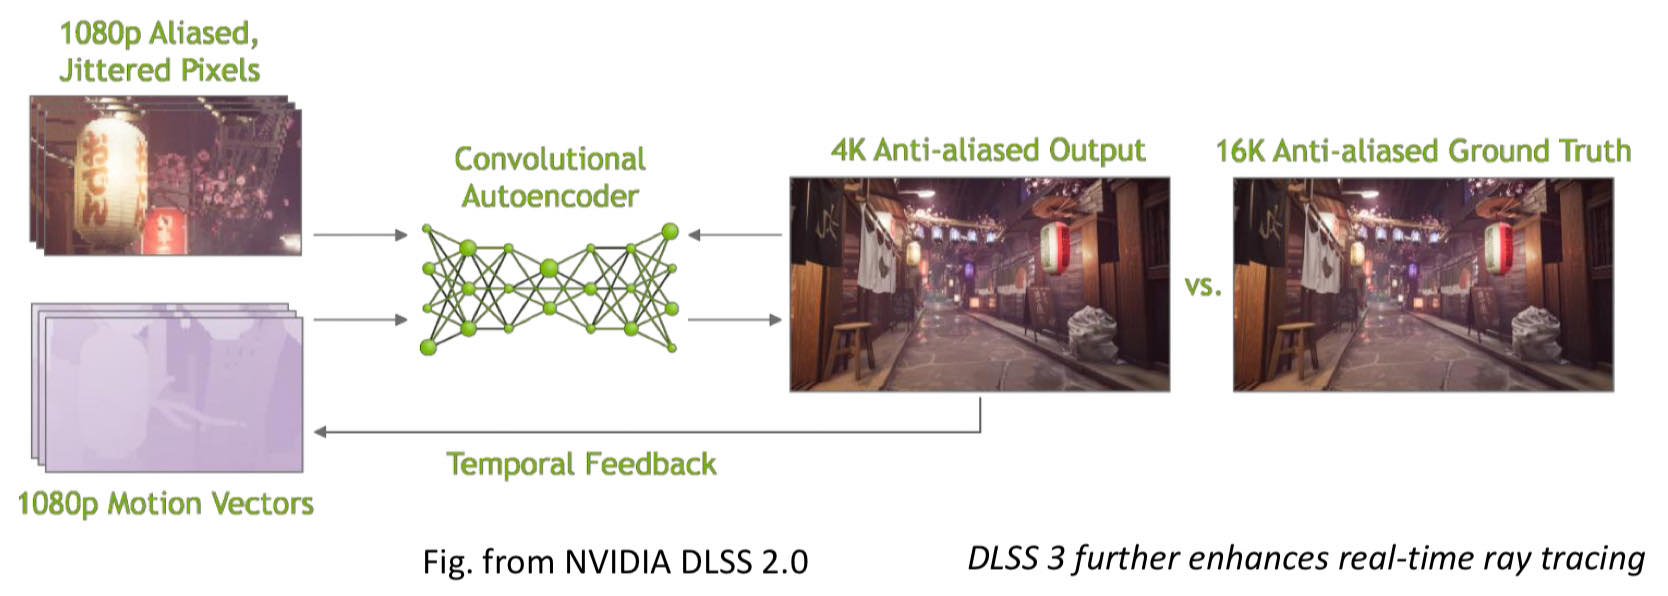 1080p Aliased,
Jittered Pixels
Convolutional
Autoencoder
4K Anti-aliased Output
16K Anti-aliased Ground Truth
vs.
Temporal Feedback
1080p Motion Vectors
Fig. from NVIDIA DLSS 2.0
DLSS 3 further enhances real-time ray tracing